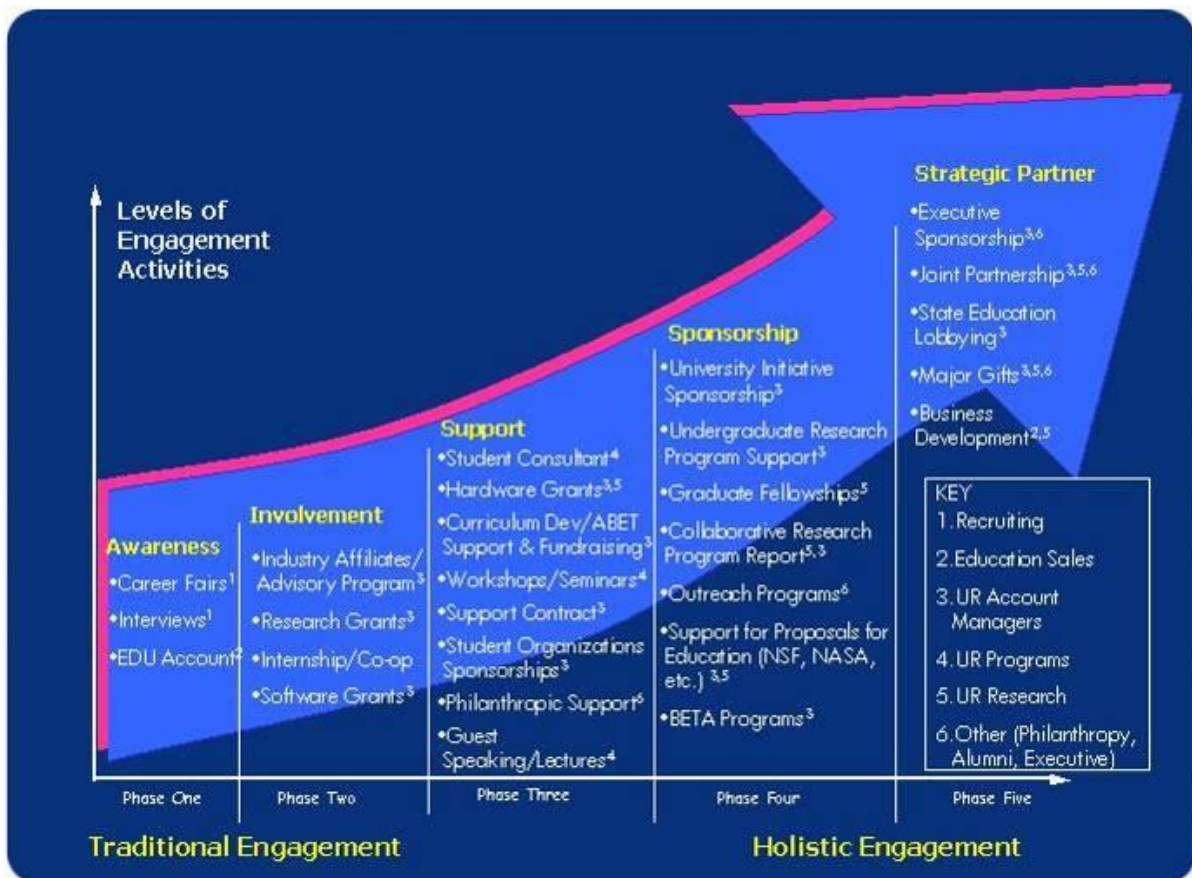 Levels of
Engagement
Activities
Awareness
•Career Fairs¹
•Interviews¹
•EDU Account²
Involvement
•Industry Affiliates/
Advisory Program³
•Research Grants³
•Internship/Co-op
•Software Grants³
Support
•Student Consultant⁴
•Hardware Grants³,⁵
•Curriculum Dev/ABET
Support & Fundraising³
•Workshops/Seminars⁴
•Support Contract³
•Student Organizations
Sponsorships³
•Philanthropic Support⁶
•Guest
Speaking/Lectures⁴
Sponsorship
•University Initiative
Sponsorship³
•Undergraduate Research
Program Support³
•Graduate Fellowships⁵
•Collaborative Research
Program Report⁵,³
•Outreach Programs⁶
•Support for Proposals for
Education (NSF, NASA,
etc.) ³,⁵
•BETA Programs³
Strategic Partner
•Executive
Sponsorship³,⁶
•Joint Partnership³,⁵,⁶
•State Education
Lobbying³
•Major Gifts³,⁵,⁶
•Business
Development²,⁵
KEY
1.Recruiting
2.Education Sales
3.UR Account
Managers
4.UR Programs
5.UR Research
6.Other (Philanthropy,
Alumni, Executive)
Phase One
Phase Two
Phase Three
Phase Four
Phase Five
Traditional Engagement
Holistic Engagement